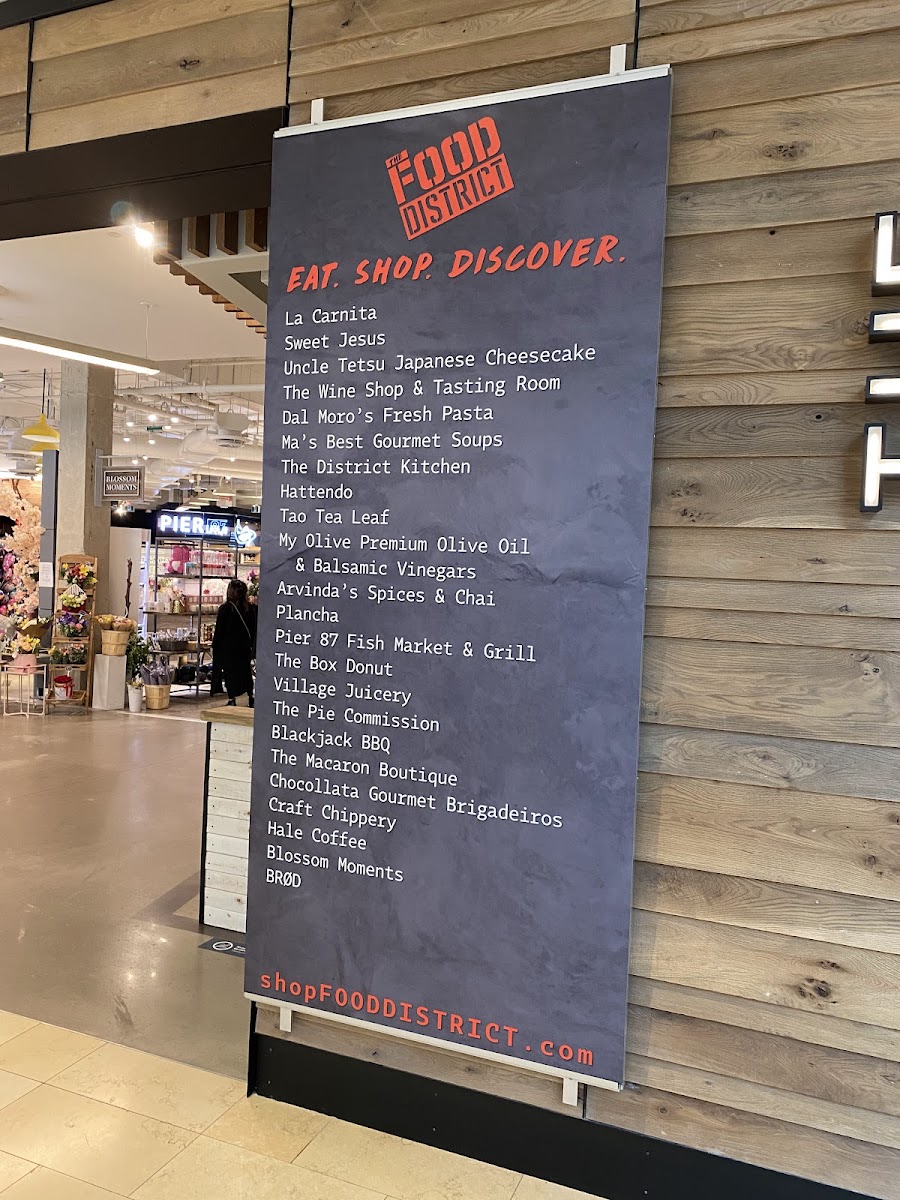 THE
FOOD
DISTRICT
EAT. SHOP. DISCOVER.
La Carnita
Sweet Jesus
Uncle Tetsu Japanese Cheesecake
The Wine Shop & Tasting Room
Dal Moro's Fresh Pasta
Ma's Best Gourmet Soups
The District Kitchen
Hattendo
Tao Tea Leaf
My Olive Premium Olive Oil
& Balsamic Vinegars
Arvinda's Spices & Chai
Plancha
Pier 87 Fish Market & Grill
The Box Donut
Village Juicery
The Pie Commission
Blackjack BBQ
The Macaron Boutique
Chocollata Gourmet Brigadeiros
Craft Chippery
Hale Coffee
Blossom Moments
BRØD
shopFOODDISTRICT.com
BLOSSOM
MOMENTS
PIER